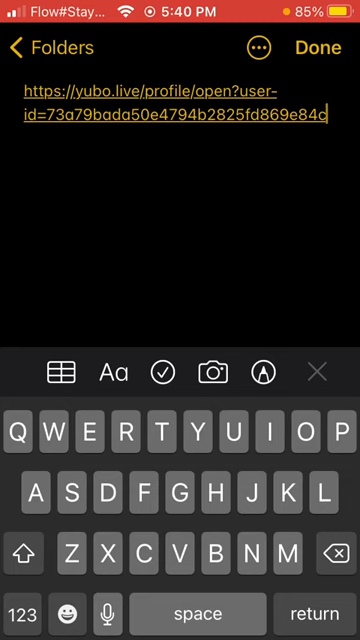 Flow#Stay... 5:40 PM 85%
Folders Done
https://yubo.live/profile/open?user-
id=73a79bada50e4794b2825fd869e84c
Aa
Q W E R T Y U I O P
A S D F G H J K L
Z X C V B N M
123 space return